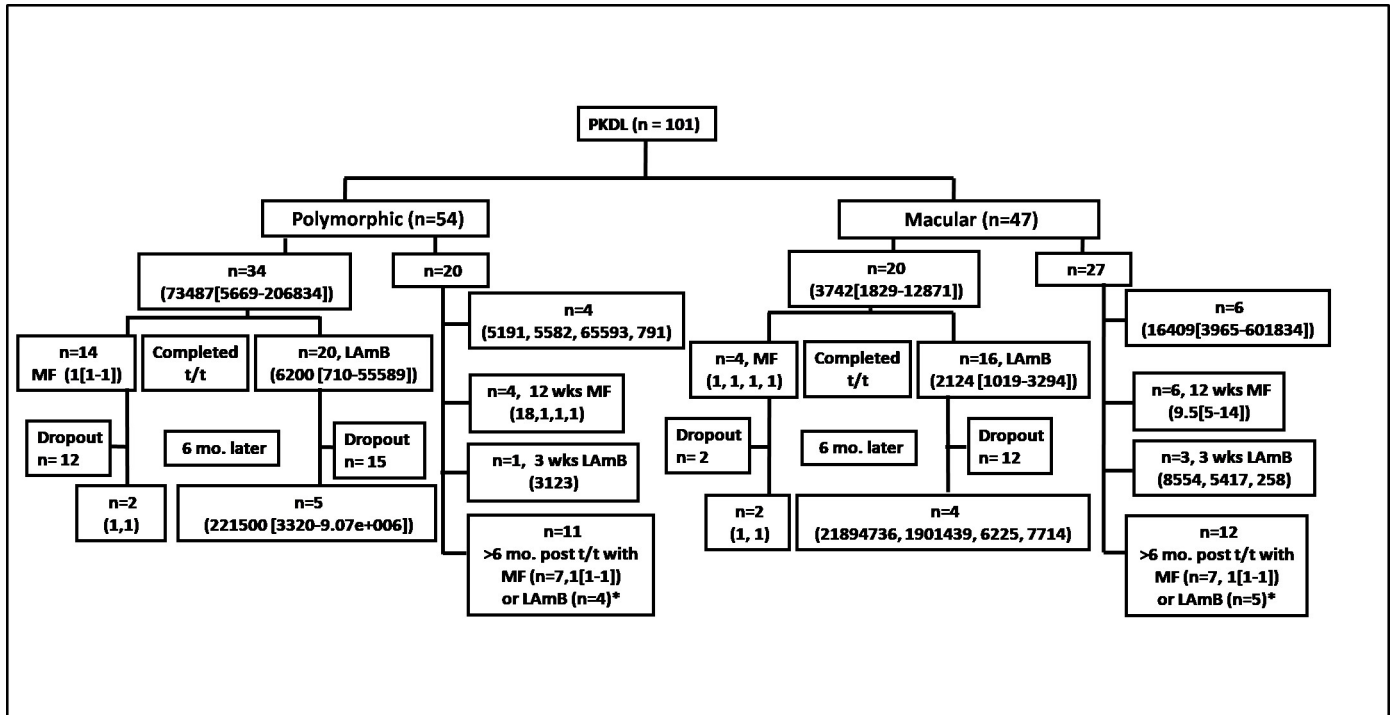 PKDL (n = 101)
Polymorphic (n=54)
Macular (n=47)
n=34
(73487[5669-206834])
n=20
n=14
MF (1[1-1])
Completed
t/t
n=20, LAmB
(6200 [710-55589])
n=4
(5191, 5582, 65593, 791)
n=4, 12 wks MF
(18,1,1,1)
Dropout
n= 12
6 mo. later
Dropout
n= 15
n=1, 3 wks LAmB
(3123)
n=2
(1,1)
n=5
(221500 [3320-9.07e+006])
n=11
>6 mo. post t/t with
MF (n=7,1[1-1])
or LAmB (n=4)*
n=20
(3742[1829-12871])
n=27
n=4, MF
(1, 1, 1, 1)
Completed
t/t
n=16, LAmB
(2124 [1019-3294])
n=6
(16409[3965-601834])
n=6, 12 wks MF
(9.5[5-14])
Dropout
n= 2
6 mo. later
Dropout
n= 12
n=3, 3 wks LAmB
(8554, 5417, 258)
n=2
(1, 1)
n=4
(21894736, 1901439, 6225, 7714)
n=12
>6 mo. post t/t with
MF (n=7, 1[1-1])
or LAmB (n=5)*